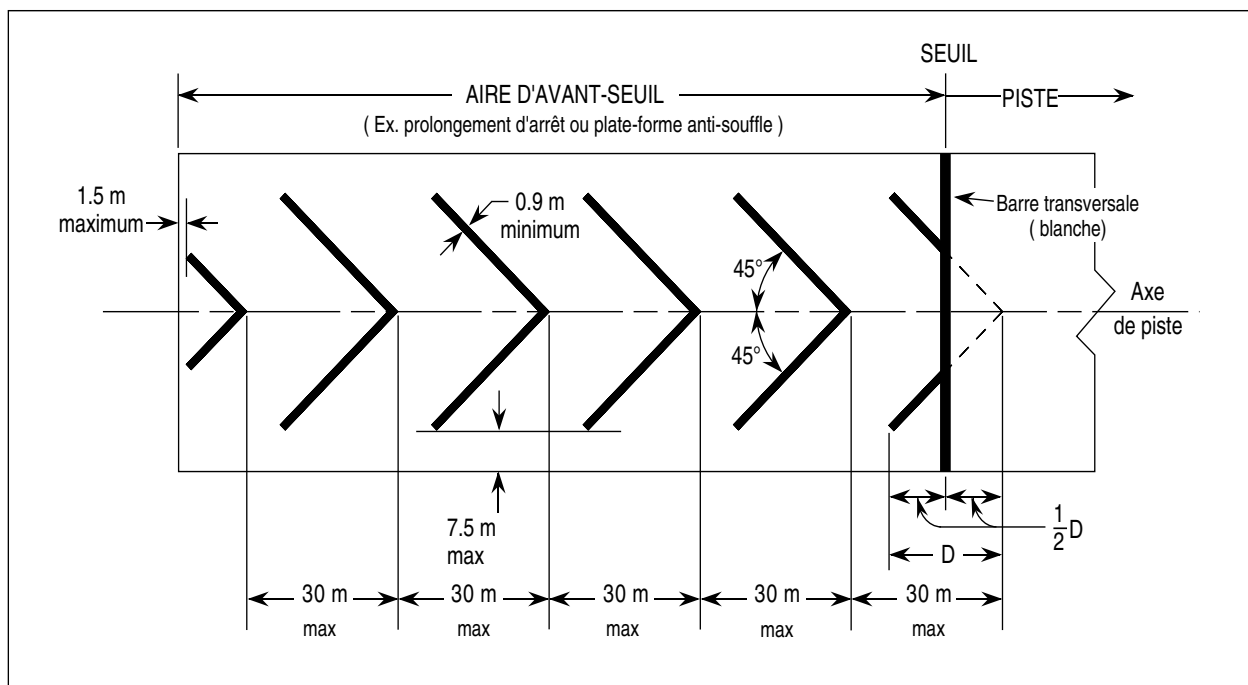 SEUIL
AIRE D'AVANT-SEUIL
PISTE
( Ex. prolongement d'arrêt ou plate-forme anti-souffle )
1.5 m
maximum
0.9 m
minimum
Barre transversale
( blanche)
45°
45°
Axe
de piste
7.5 m
max
1/2 D
D
30 m
max
30 m
max
30 m
max
30 m
max
30 m
max